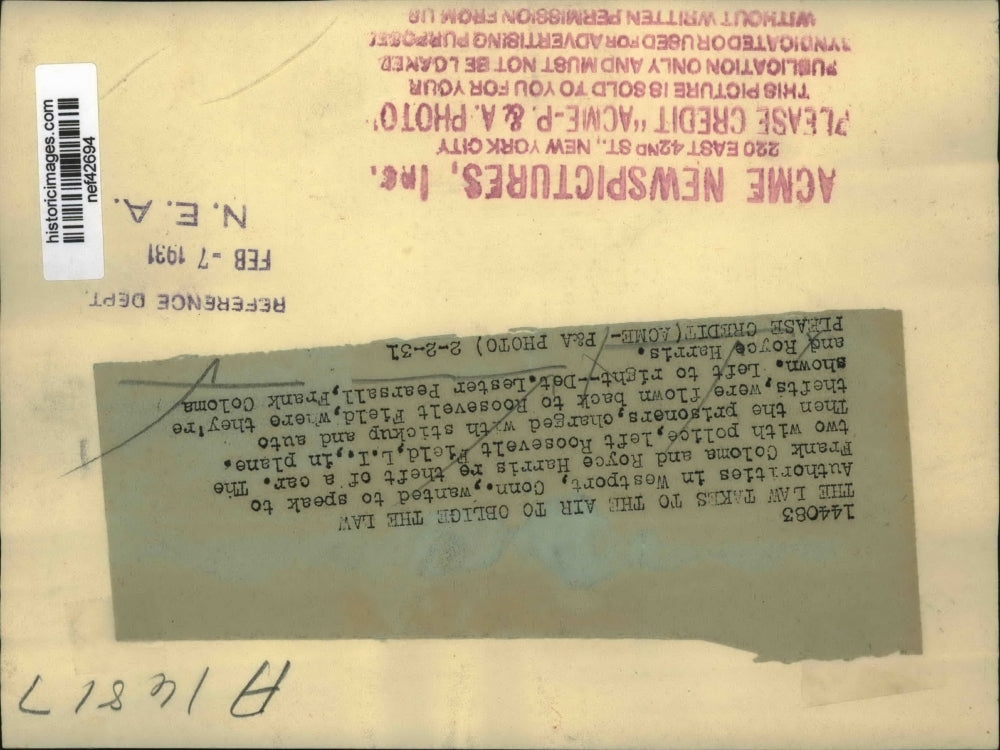 historicimages.com
nef42694
A 14817
144083
THE LAW TAKES TO THE AIR TO OBLIGE THE LAW
Authorities in Westport, Conn., wanted to speak to
Frank Coloma and Royce Harris re theft of a car. The
two with police, left Roosevelt Field, L.I., in plane.
Then the prisoners, charged with stickup and auto
thefts, were flown back to Roosevelt Field, where they're
shown. Left to right--Det. Lester Pearsall, Frank Coloma
and Royce Harris.
PLEASE CREDIT (ACME- P&A PHOTO) 2-2-31
REFERENCE DEPT.
FEB -7 1931
N. E. A.
ACME NEWSPICTURES, Inc.
220 EAST 42ND ST., NEW YORK CITY
PLEASE CREDIT "ACME-P. & A. PHOTO"
THIS PICTURE IS SOLD TO YOU FOR YOUR
PUBLICATION ONLY AND MUST NOT BE LOANED
SYNDICATED OR USED FOR ADVERTISING PURPOSES
WITHOUT WRITTEN PERMISSION FROM US